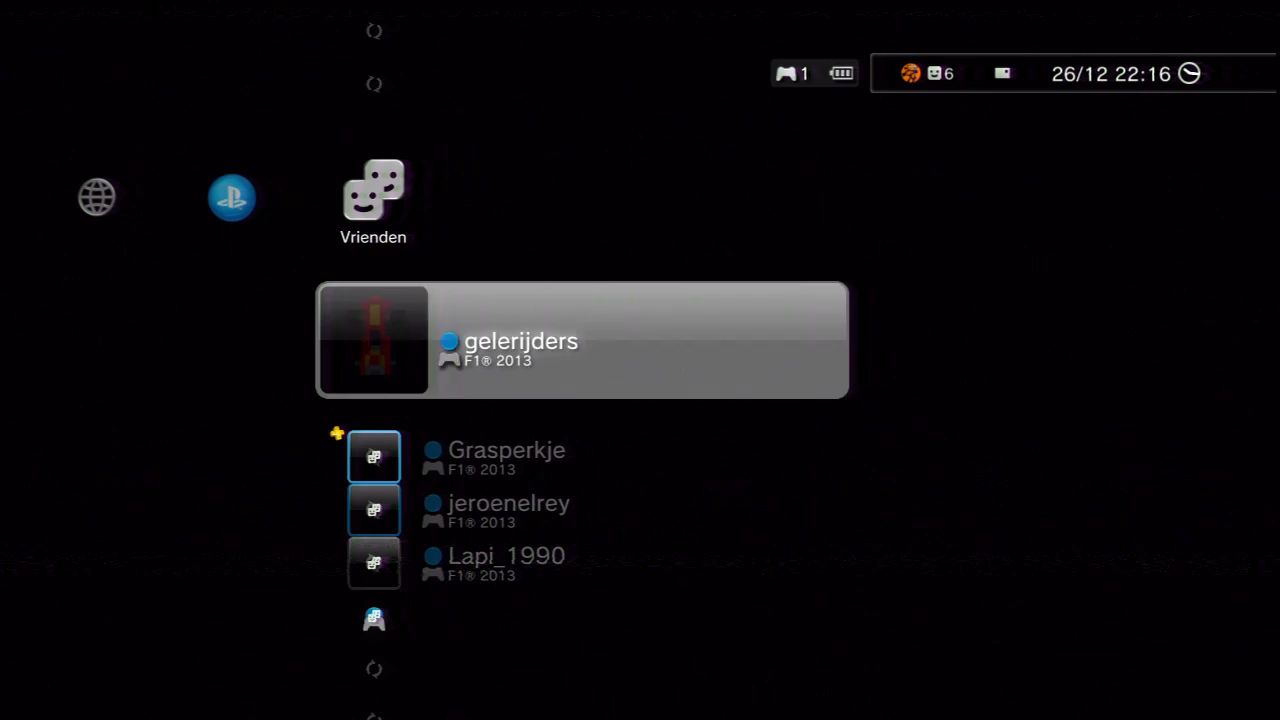 1
6
26/12 22:16
Vrienden
gelerijders
F1® 2013
Grasperkje
F1® 2013
jeroenelrey
F1® 2013
Lapi_1990
F1® 2013